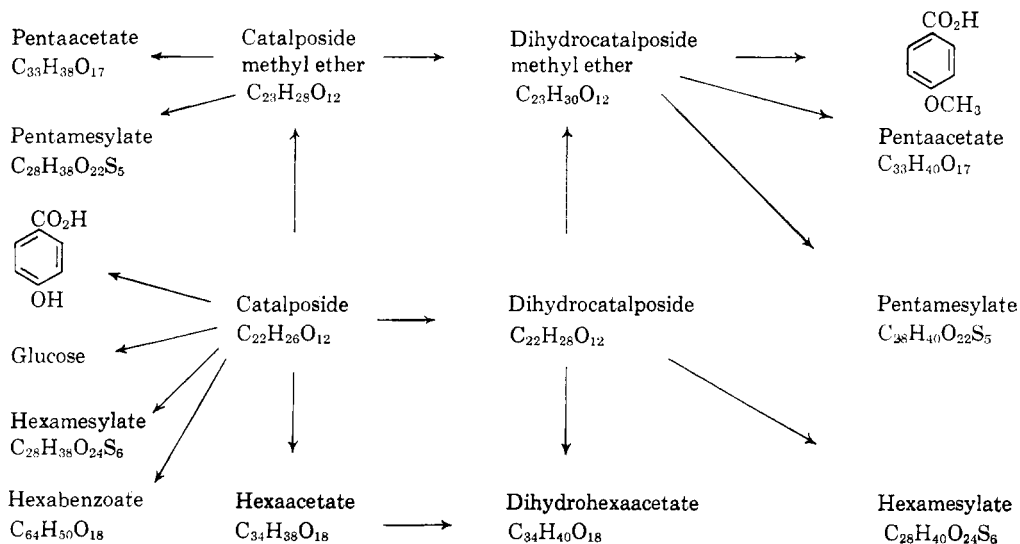 CO₂H
OCH₃
Pentaacetate
C₃₃H₃₈O₁₇
Catalposide
methyl ether
C₂₃H₂₈O₁₂
Dihydrocatalposide
methyl ether
C₂₃H₃₀O₁₂
Pentaacetate
C₃₃H₄₀O₁₇
Pentamesylate
C₂₈H₃₈O₂₂S₅
CO₂H
OH
Catalposide
C₂₂H₂₆O₁₂
Dihydrocatalposide
C₂₂H₂₈O₁₂
Pentamesylate
C₂₈H₄₀O₂₂S₅
Glucose
Hexamesylate
C₂₈H₃₈O₂₄S₆
Hexabenzoate
C₆₄H₅₀O₁₈
Hexaacetate
C₃₄H₃₈O₁₈
Dihydrohexaacetate
C₃₄H₄₀O₁₈
Hexamesylate
C₂₈H₄₀O₂₄S₆